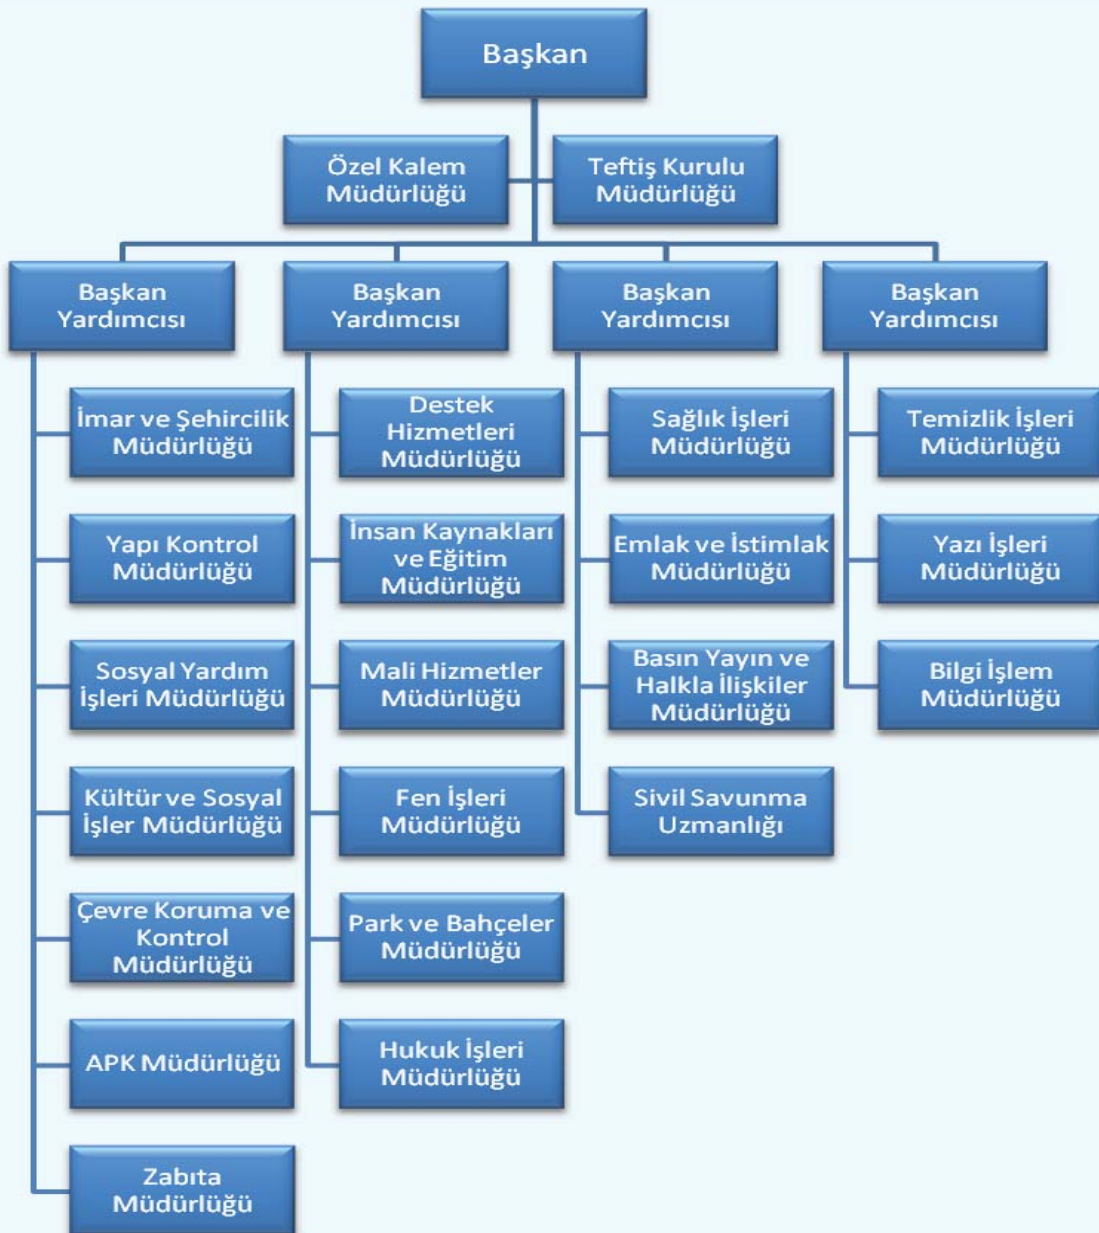 Başkan
Özel Kalem
Müdürlüğü
Teftiş Kurulu
Müdürlüğü
Başkan
Yardımcısı
İmar ve Şehircilik
Müdürlüğü
Yapı Kontrol
Müdürlüğü
Sosyal Yardım
İşleri Müdürlüğü
Kültür ve Sosyal
İşler Müdürlüğü
Çevre Koruma ve
Kontrol
Müdürlüğü
APK Müdürlüğü
Zabıta
Müdürlüğü
Başkan
Yardımcısı
Destek
Hizmetleri
Müdürlüğü
İnsan Kaynakları
ve Eğitim
Müdürlüğü
Mali Hizmetler
Müdürlüğü
Fen İşleri
Müdürlüğü
Park ve Bahçeler
Müdürlüğü
Hukuk İşleri
Müdürlüğü
Başkan
Yardımcısı
Sağlık İşleri
Müdürlüğü
Emlak ve İstimlak
Müdürlüğü
Basın Yayın ve
Halkla İlişkiler
Müdürlüğü
Sivil Savunma
Uzmanlığı
Başkan
Yardımcısı
Temizlik İşleri
Müdürlüğü
Yazı İşleri
Müdürlüğü
Bilgi İşlem
Müdürlüğü